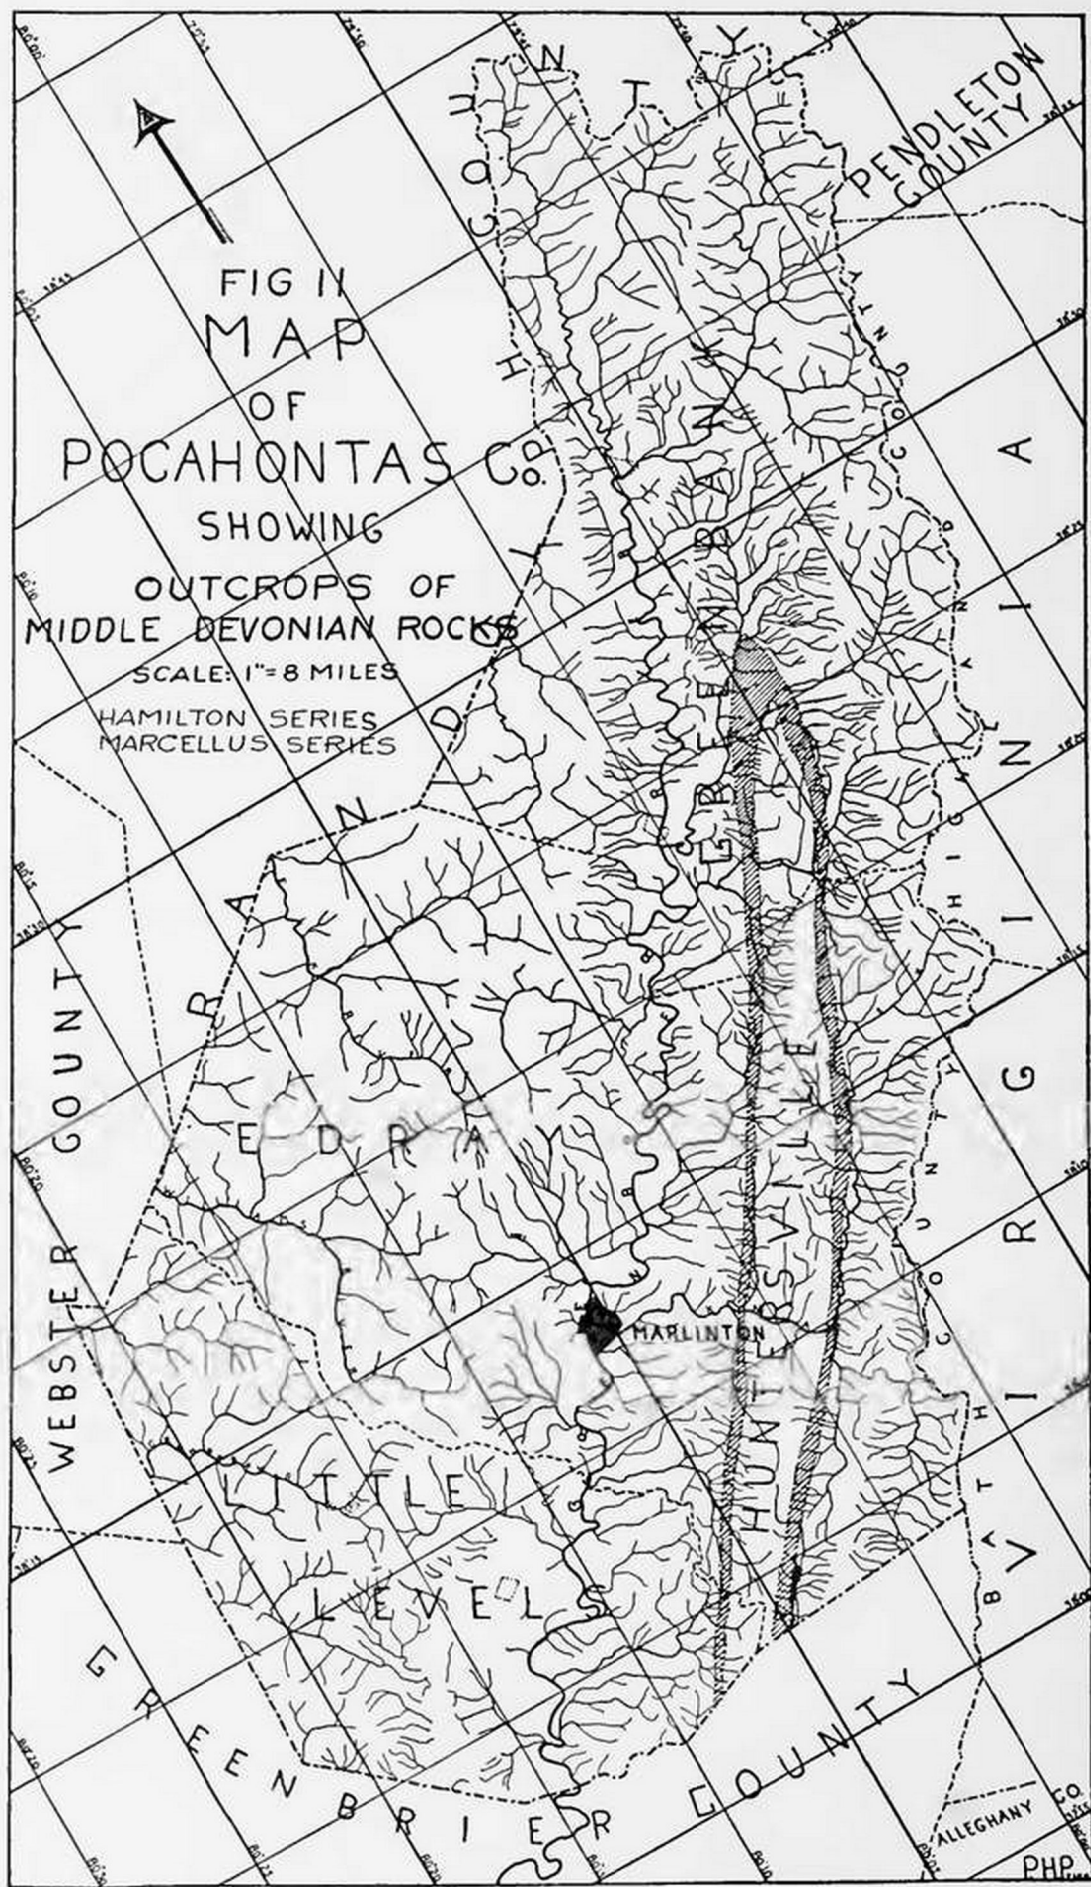 FIG 11
MAP
OF
POCAHONTAS CO.
SHOWING
OUTCROPS OF
MIDDLE DEVONIAN ROCKS
SCALE: 1"=8 MILES
HAMILTON SERIES
MARCELLUS SERIES
RANDOLPH COUNTY
PENDLETON
COUNTY
VIRGINIA
HIGHLAND COUNTY
BATH COUNTY
GREENBANK
HUNTERSVILLE
EDRAY
MARLINTON
LITTLE
LEVELS
WEBSTER COUNTY
GREENBRIER COUNTY
ALLEGHANY CO.
PHP